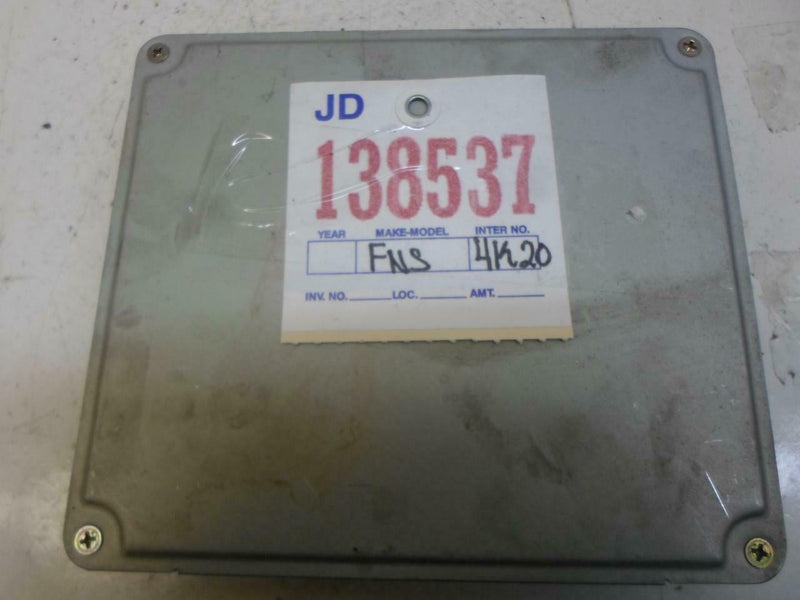 JD
138537
YEAR MAKE-MODEL INTER NO.
FNS 4K20
INV. NO. LOC. AMT.